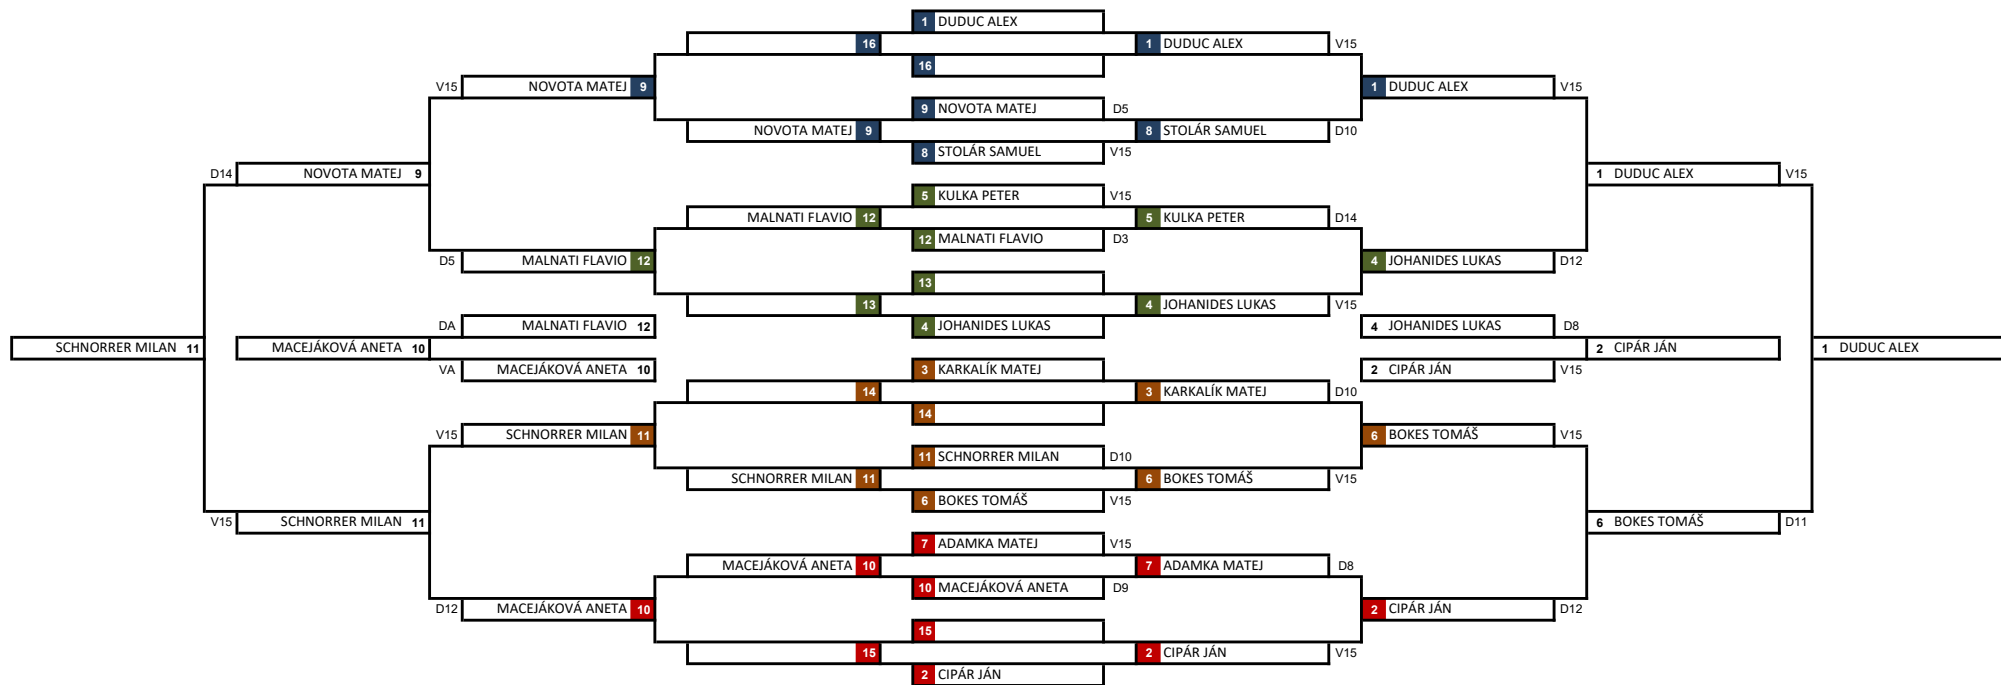 1 DUDUC ALEX
16 1 DUDUC ALEX V15
16
V15 NOVOTA MATEJ 9 1 DUDUC ALEX V15
9 NOVOTA MATEJ D5
NOVOTA MATEJ 9 8 STOLÁR SAMUEL D10
8 STOLÁR SAMUEL V15
D14 NOVOTA MATEJ 9 1 DUDUC ALEX V15
5 KULKA PETER V15
MALNATI FLAVIO 12 5 KULKA PETER D14
12 MALNATI FLAVIO D3
D5 MALNATI FLAVIO 12 4 JOHANIDES LUKAS D12
13
13 4 JOHANIDES LUKAS V15
DA MALNATI FLAVIO 12 4 JOHANIDES LUKAS 4 JOHANIDES LUKAS D8
SCHNORRER MILAN 11 MACEJÁKOVÁ ANETA 10 2 CIPÁR JÁN 1 DUDUC ALEX
VA MACEJÁKOVÁ ANETA 10 3 KARKALÍK MATEJ 2 CIPÁR JÁN V15
14 3 KARKALÍK MATEJ D10
14
V15 SCHNORRER MILAN 11 6 BOKES TOMÁŠ V15
11 SCHNORRER MILAN D10
SCHNORRER MILAN 11 6 BOKES TOMÁŠ V15
6 BOKES TOMÁŠ V15
V15 SCHNORRER MILAN 11 6 BOKES TOMÁŠ D11
7 ADAMKA MATEJ V15
MACEJÁKOVÁ ANETA 10 7 ADAMKA MATEJ D8
10 MACEJÁKOVÁ ANETA D9
D12 MACEJÁKOVÁ ANETA 10 2 CIPÁR JÁN D12
15
15 2 CIPÁR JÁN V15
2 CIPÁR JÁN